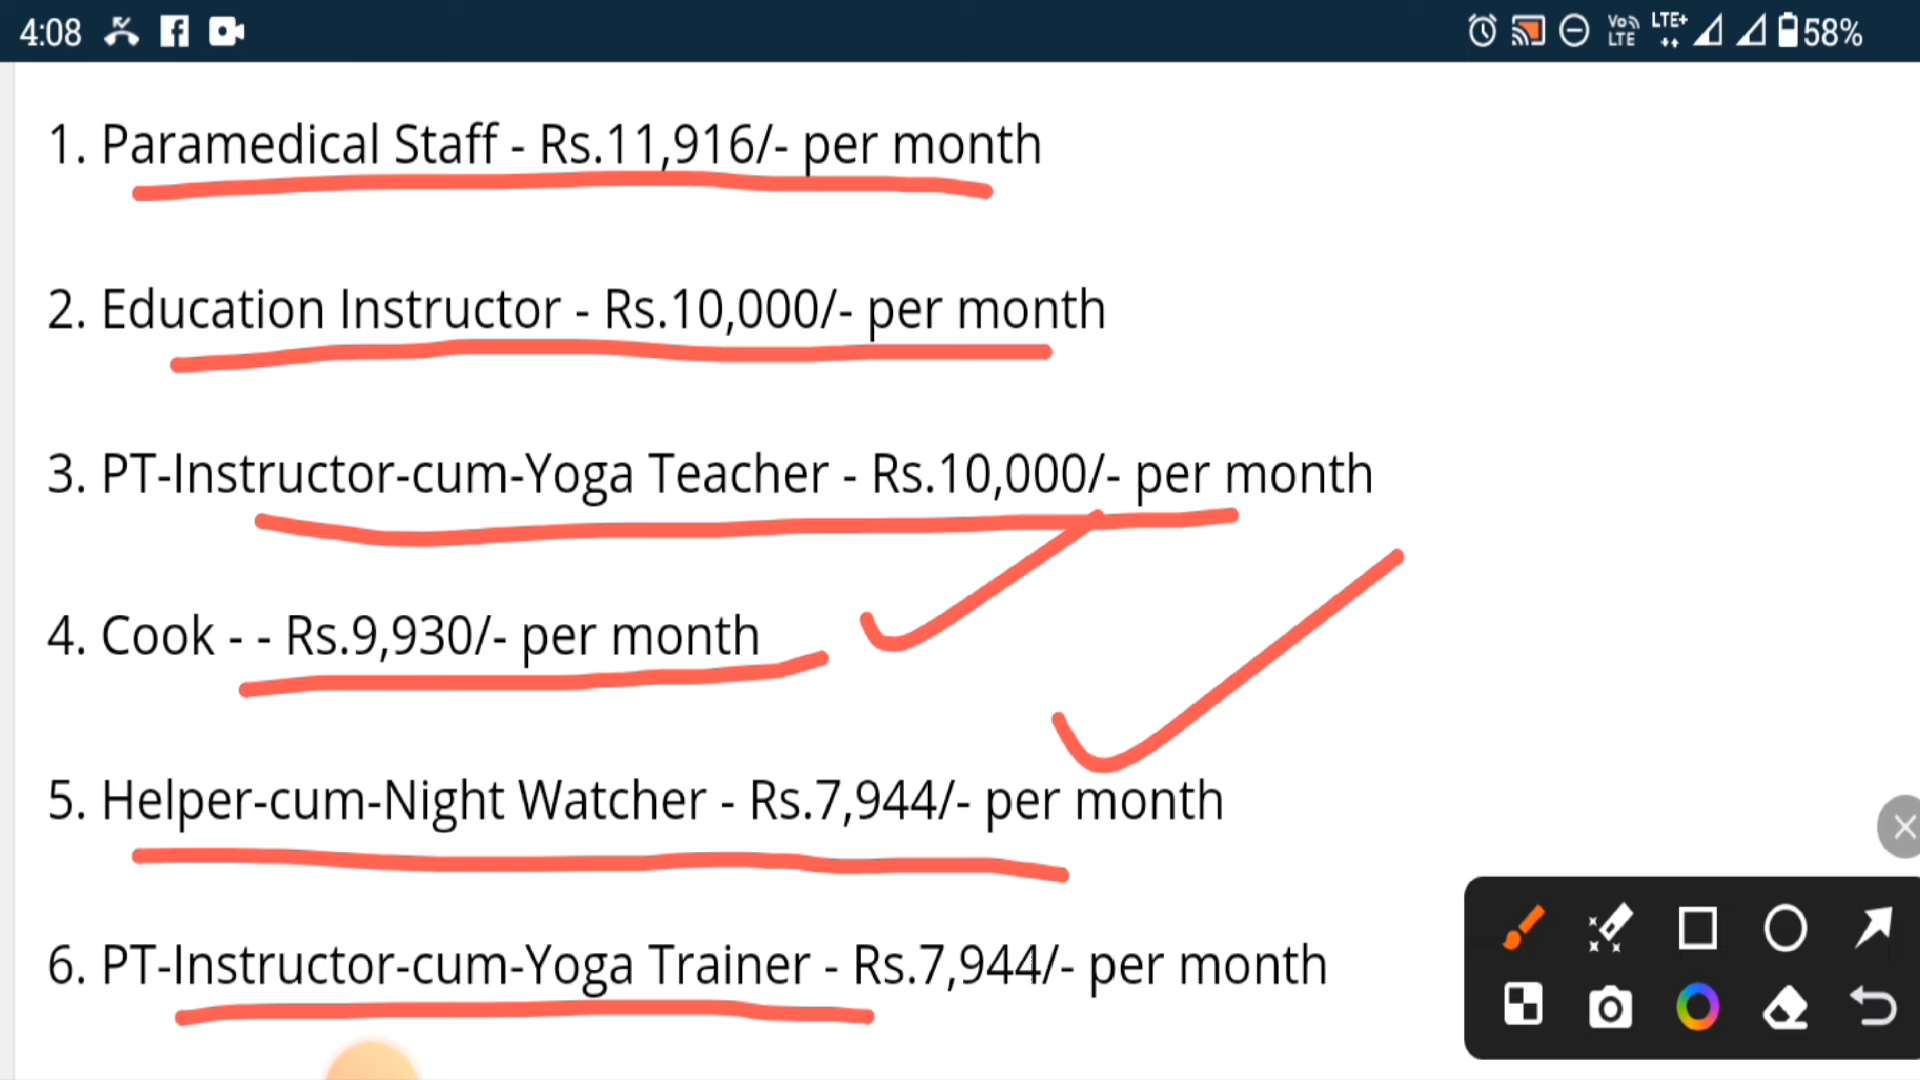 4:08
Vo LTE
LTE+
58%
1. Paramedical Staff - Rs.11,916/- per month
2. Education Instructor - Rs.10,000/- per month
3. PT-Instructor-cum-Yoga Teacher - Rs.10,000/- per month
4. Cook - - Rs.9,930/- per month
5. Helper-cum-Night Watcher - Rs.7,944/- per month
6. PT-Instructor-cum-Yoga Trainer - Rs.7,944/- per month